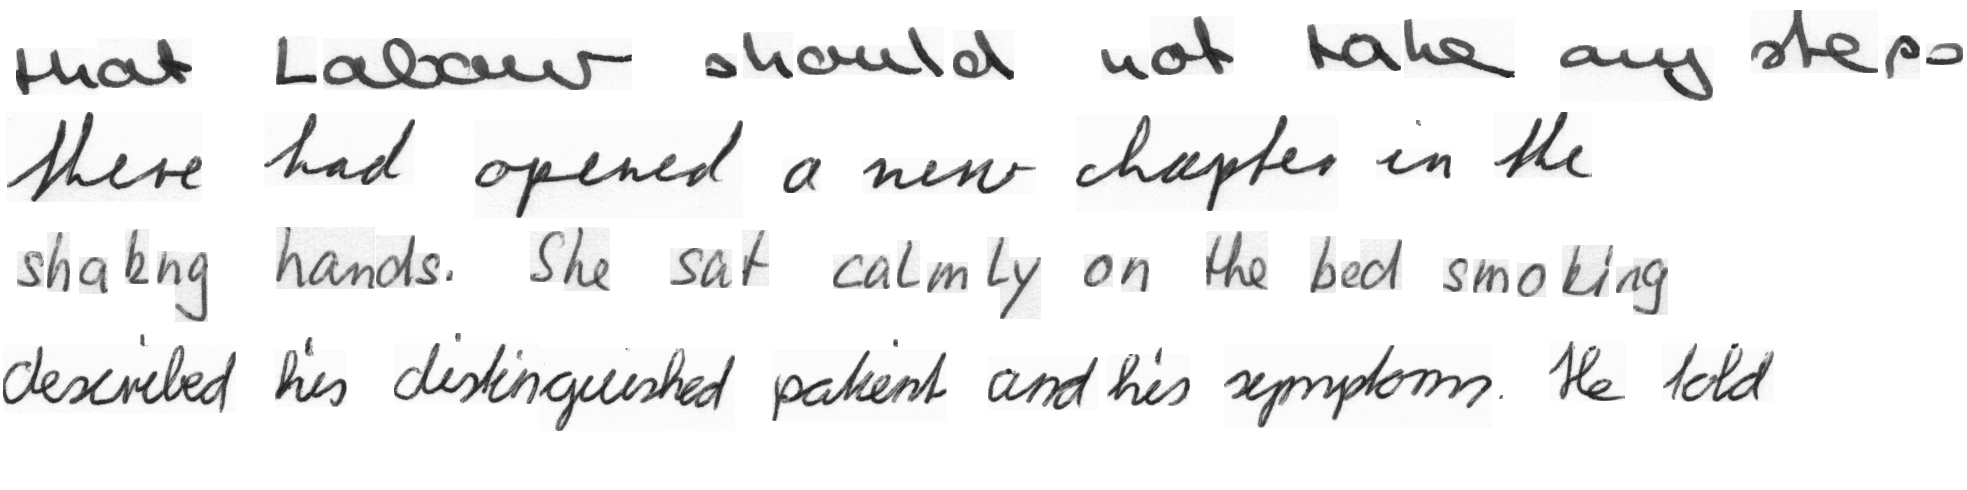 that Labour should not take any steps
there had opened a new chapter in the
shakng hands. She sat calmly on the bed smoking
described his distinguished patient and his symptoms. He told